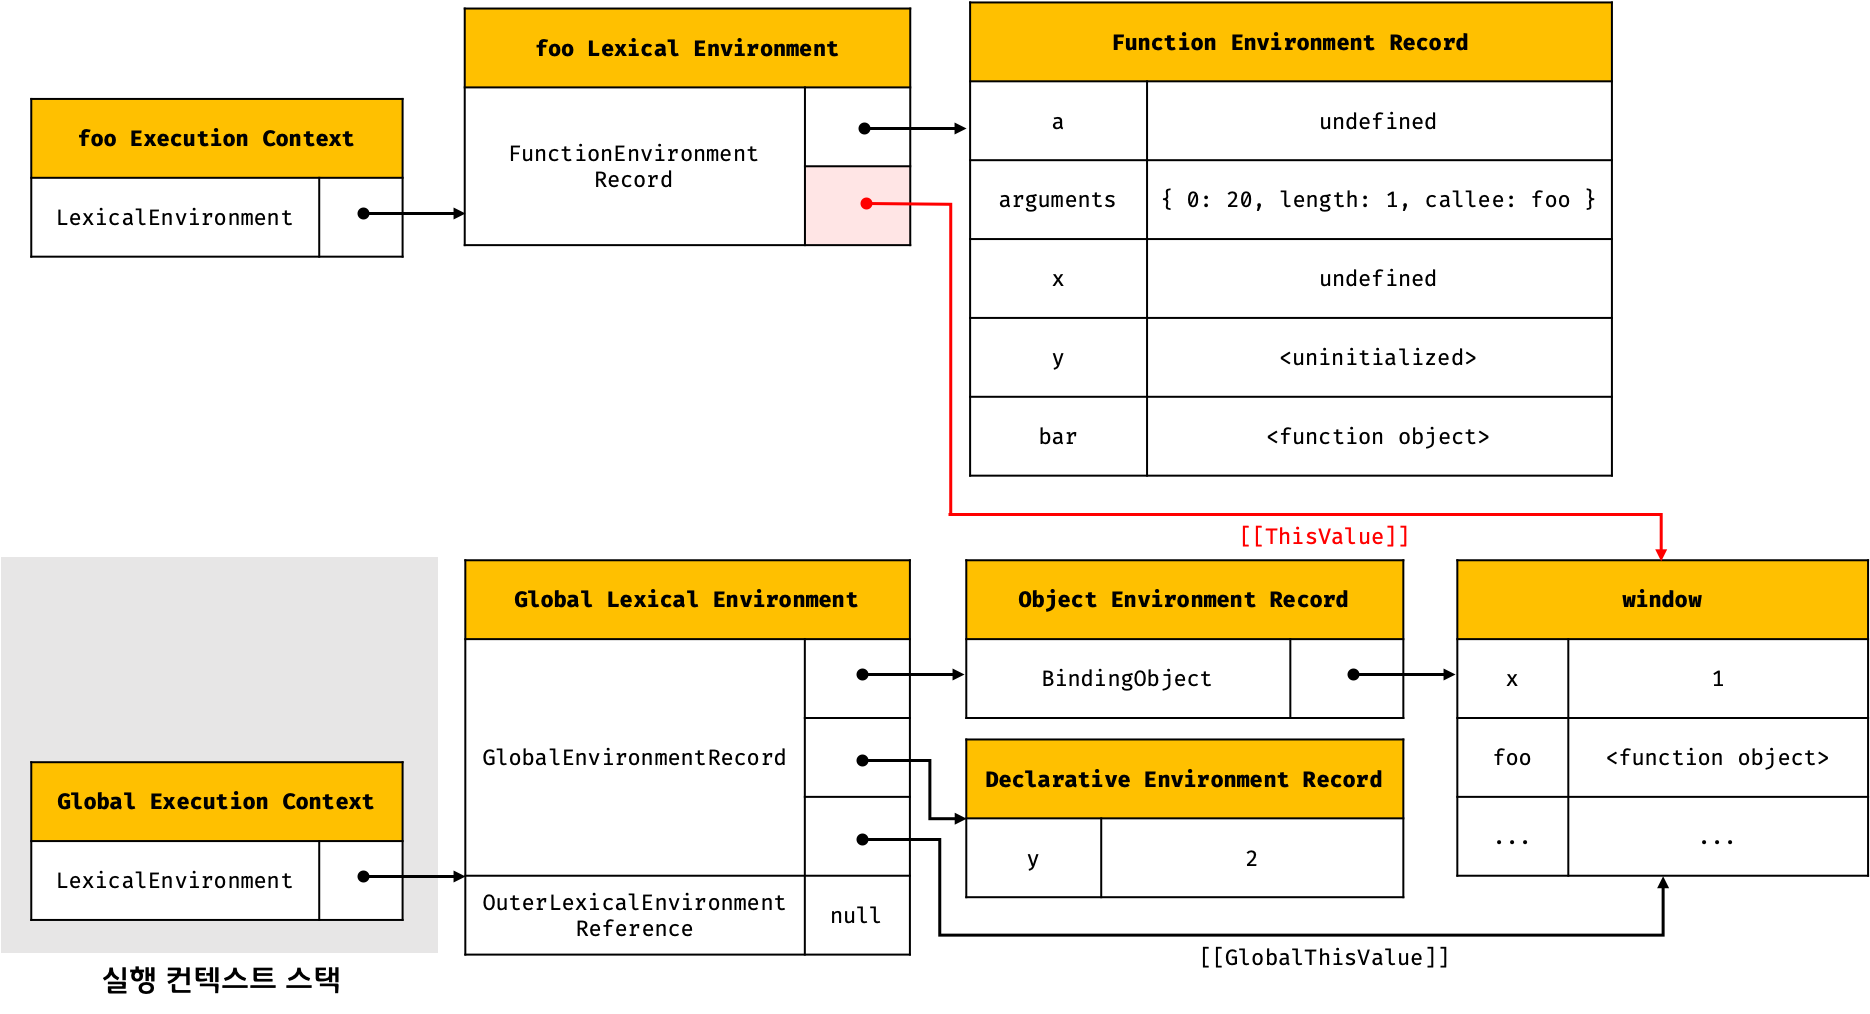 foo Execution Context
LexicalEnvironment
foo Lexical Environment
FunctionEnvironment
Record
Function Environment Record
a undefined
arguments { 0: 20, length: 1, callee: foo }
x undefined
y <uninitialized>
bar <function object>
[[ThisValue]]
Global Execution Context
LexicalEnvironment
실행 컨텍스트 스택
Global Lexical Environment
GlobalEnvironmentRecord
OuterLexicalEnvironment
Reference
null
Object Environment Record
BindingObject
Declarative Environment Record
y 2
window
x 1
foo <function object>
... ...
[[GlobalThisValue]]